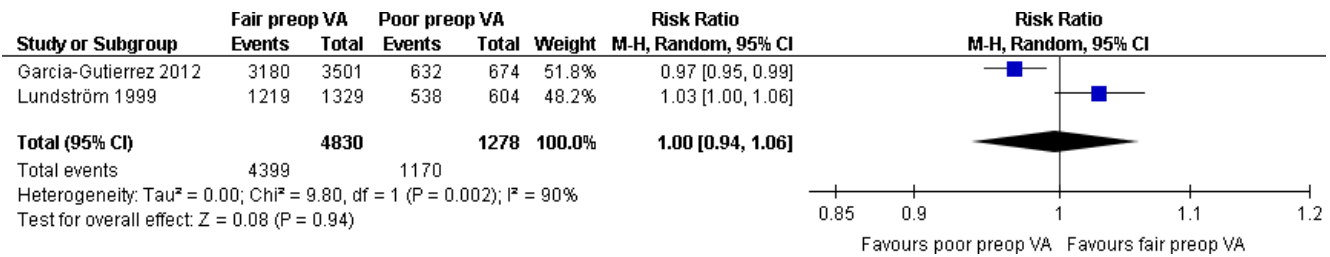 Fair preop VA Poor preop VA Risk Ratio Risk Ratio
Study or Subgroup Events Total Events Total Weight M-H, Random, 95% CI M-H, Random, 95% CI
Garcia-Gutierrez 2012 3180 3501 632 674 51.8% 0.97 [0.95, 0.99]
Lundström 1999 1219 1329 538 604 48.2% 1.03 [1.00, 1.06]
Total (95% CI) 4830 1278 100.0% 1.00 [0.94, 1.06]
Total events 4399 1170
Heterogeneity: Tau² = 0.00; Chi² = 9.80, df = 1 (P = 0.002); I² = 90%
Test for overall effect: Z = 0.08 (P = 0.94)
0.85 0.9 1 1.1 1.2
Favours poor preop VA Favours fair preop VA